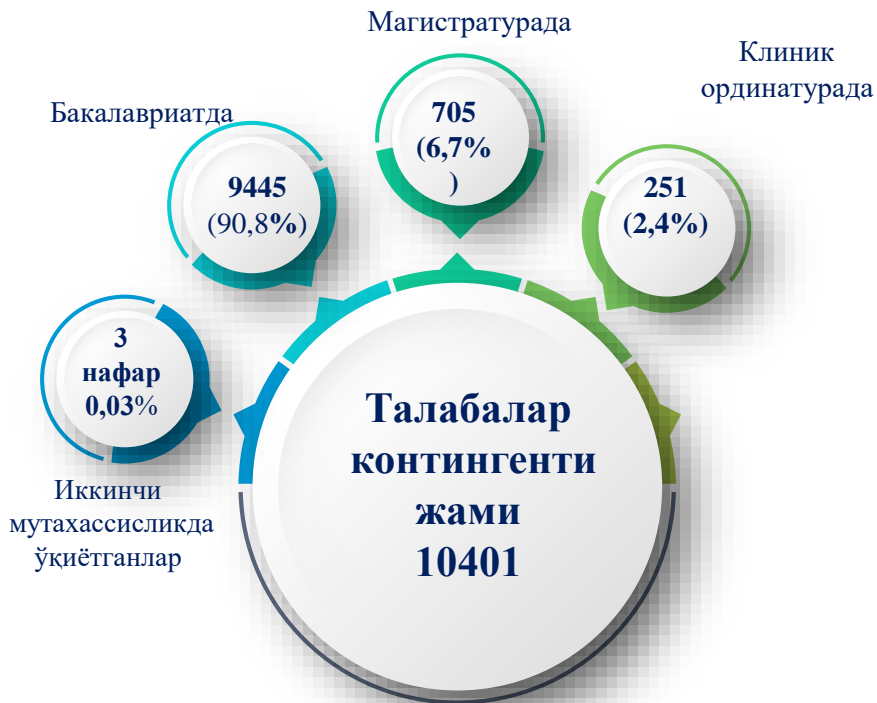 Магистратурада
705
(6,7%
)
Клиник
ординатурада
251
(2,4%)
Бакалавриатда
9445
(90,8%)
3
нафар
0,03%
Иккинчи
мутахассисликда
ўқиётганлар
Талабалар
контингенти
жами
10401